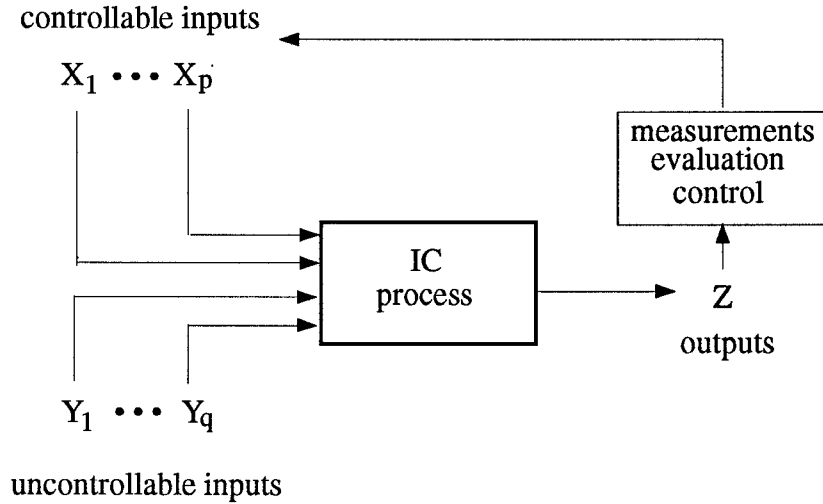 controllable inputs
X1 ••• Xp
measurements
evaluation
control
IC
process
Z
outputs
Y1 ••• Yq
uncontrollable inputs